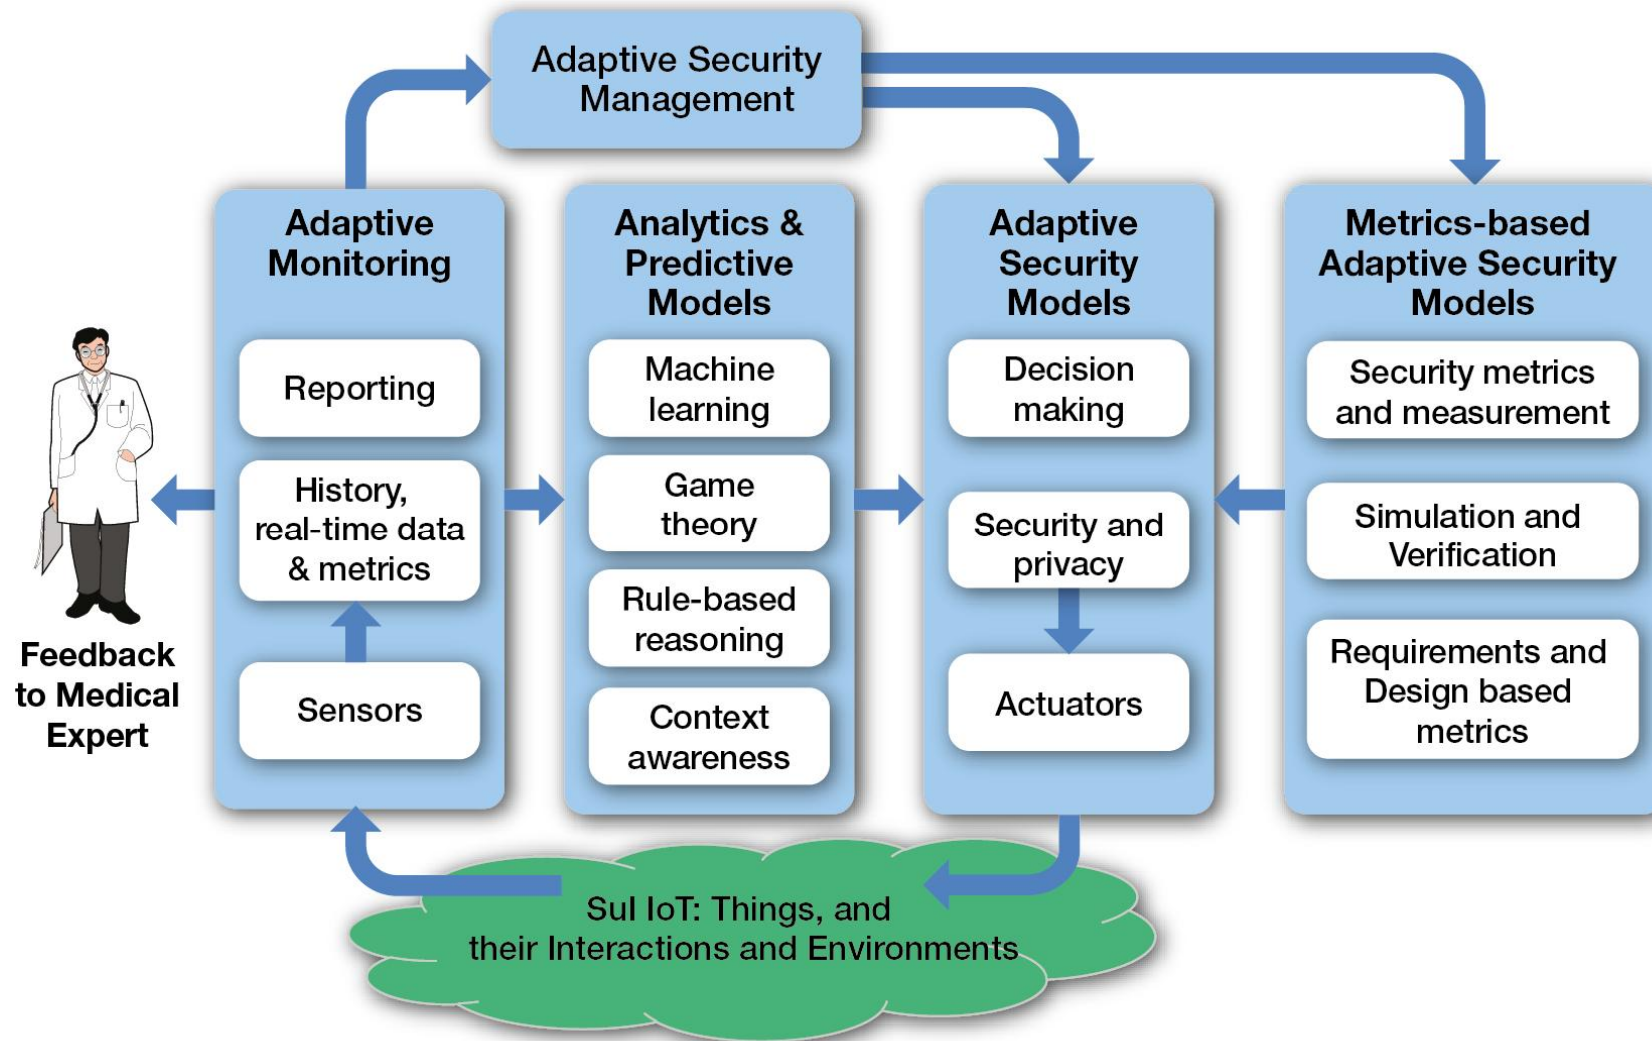 Adaptive Security
Management
Adaptive
Monitoring
Reporting
History,
real-time data
& metrics
Sensors
Analytics &
Predictive
Models
Machine
learning
Game
theory
Rule-based
reasoning
Context
awareness
Adaptive
Security
Models
Decision
making
Security and
privacy
Actuators
Metrics-based
Adaptive Security
Models
Security metrics
and measurement
Simulation and
Verification
Requirements and
Design based
metrics
Feedback
to Medical
Expert
SuI IoT: Things, and
their Interactions and Environments